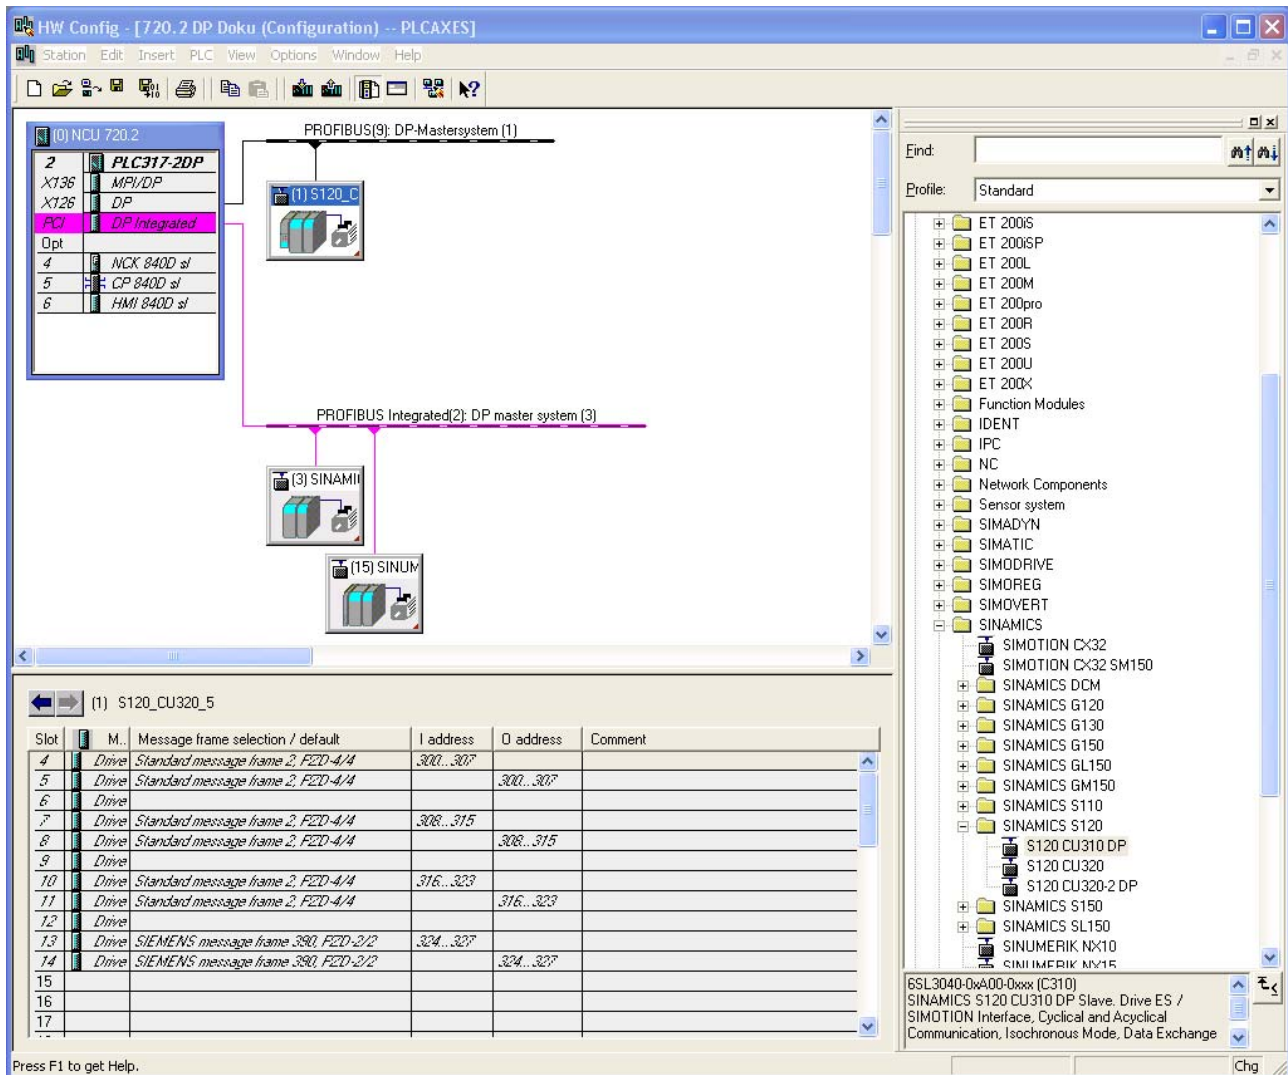 HW Config - [720.2 DP Doku (Configuration) -- PLCAXES]
Station Edit Insert PLC View Options Window Help
(0) NCU 720.2
2 PLC317-2DP
X136 MPI/DP
X126 DP
PCI DP Integrated
Opt
4 NCK 840D sl
5 CP 840D sl
6 HMI 840D sl
PROFIBUS(9): DP-Mastersystem (1)
(1) S120_C
PROFIBUS Integrated(2): DP master system (3)
(3) SINAMI
(15) SINUM
(1) S120_CU320_5
Slot M.. Message frame selection / default I address O address Comment
4 Drive Standard message frame 2, PZD-4/4 300...307
5 Drive Standard message frame 2, PZD-4/4 300...307
6 Drive
7 Drive Standard message frame 2, PZD-4/4 308...315
8 Drive Standard message frame 2, PZD-4/4 308...315
9 Drive
10 Drive Standard message frame 2, PZD-4/4 316...323
11 Drive Standard message frame 2, PZD-4/4 316...323
12 Drive
13 Drive SIEMENS message frame 390, PZD-2/2 324...327
14 Drive SIEMENS message frame 390, PZD-2/2 324...327
15
16
17
Find:
Profile: Standard
ET 200iS
ET 200iSP
ET 200L
ET 200M
ET 200pro
ET 200R
ET 200S
ET 200U
ET 200X
Function Modules
IDENT
IPC
NC
Network Components
Sensor system
SIMADYN
SIMATIC
SIMODRIVE
SIMOREG
SIMOVERT
SINAMICS
SIMOTION CX32
SIMOTION CX32 SM150
SINAMICS DCM
SINAMICS G120
SINAMICS G130
SINAMICS G150
SINAMICS GL150
SINAMICS GM150
SINAMICS S110
SINAMICS S120
S120 CU310 DP
S120 CU320
S120 CU320-2 DP
SINAMICS S150
SINAMICS SL150
SINUMERIK NX10
SINUMERIK NX15
6SL3040-0xA00-0xxx (C310)
SINAMICS S120 CU310 DP Slave. Drive ES /
SIMOTION Interface, Cyclical and Acyclical
Communication, Isochronous Mode, Data Exchange
Press F1 to get Help.
Chg